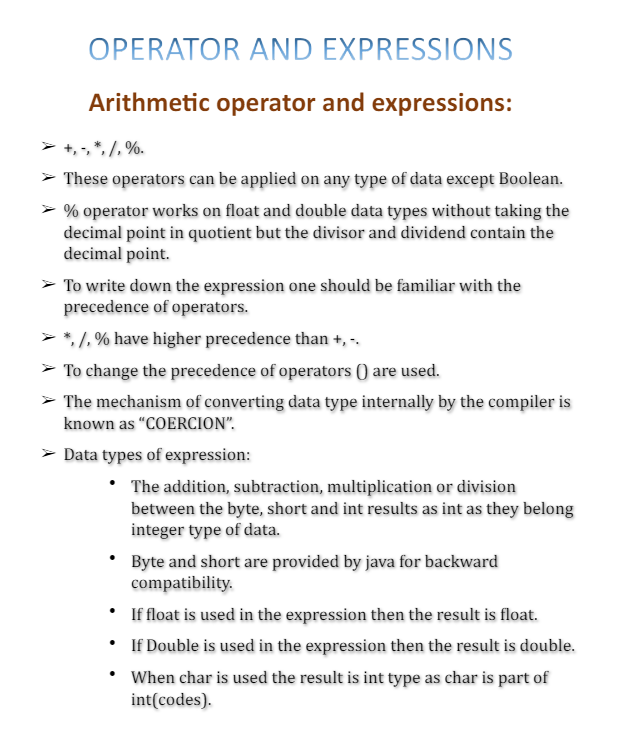 OPERATOR AND EXPRESSIONS
Arithmetic operator and expressions:
➢ +, -, *, /, %.
➢ These operators can be applied on any type of data except Boolean.
➢ % operator works on float and double data types without taking the
decimal point in quotient but the divisor and dividend contain the
decimal point.
➢ To write down the expression one should be familiar with the
precedence of operators.
➢ *, /, % have higher precedence than +, -.
➢ To change the precedence of operators () are used.
➢ The mechanism of converting data type internally by the compiler is
known as “COERCION”.
➢ Data types of expression:
• The addition, subtraction, multiplication or division
between the byte, short and int results as int as they belong
integer type of data.
• Byte and short are provided by java for backward
compatibility.
• If float is used in the expression then the result is float.
• If Double is used in the expression then the result is double.
• When char is used the result is int type as char is part of
int(codes).